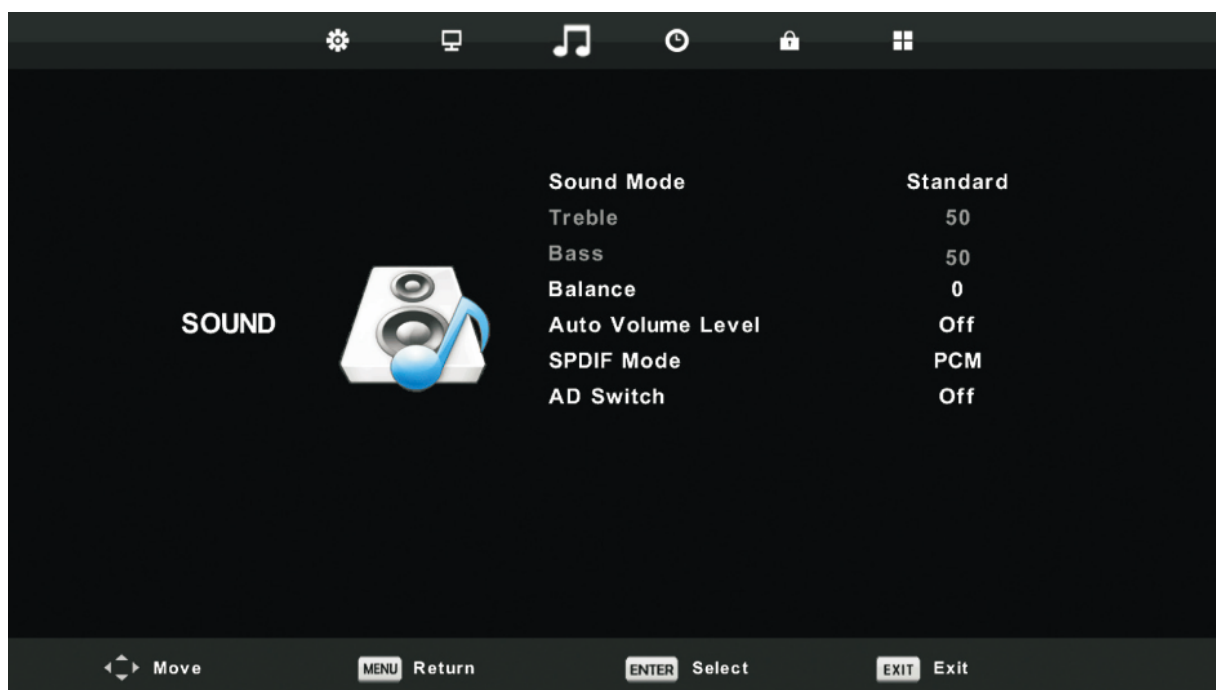 Sound Mode Standard
Treble 50
Bass 50
Balance 0
SOUND
Auto Volume Level Off
SPDIF Mode PCM
AD Switch Off
Move MENU Return ENTER Select EXIT Exit